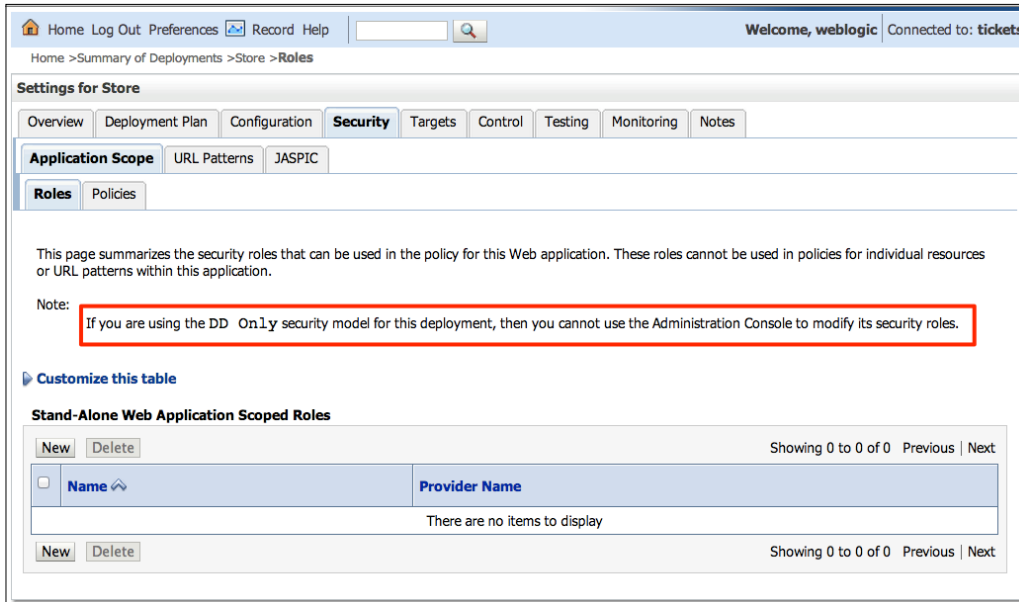 Home Log Out Preferences Record Help
Welcome, weblogic Connected to: tickets
Home >Summary of Deployments >Store >Roles
Settings for Store
Overview Deployment Plan Configuration Security Targets Control Testing Monitoring Notes
Application Scope URL Patterns JASPIC
Roles Policies
This page summarizes the security roles that can be used in the policy for this Web application. These roles cannot be used in policies for individual resources
or URL patterns within this application.
Note:
If you are using the DD Only security model for this deployment, then you cannot use the Administration Console to modify its security roles.
Customize this table
Stand-Alone Web Application Scoped Roles
New Delete Showing 0 to 0 of 0 Previous | Next
Name Provider Name
There are no items to display
New Delete Showing 0 to 0 of 0 Previous | Next